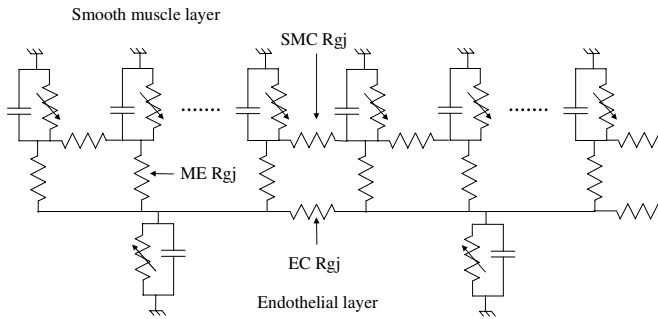 Smooth muscle layer
SMC Rgj
ME Rgj
EC Rgj
Endothelial layer